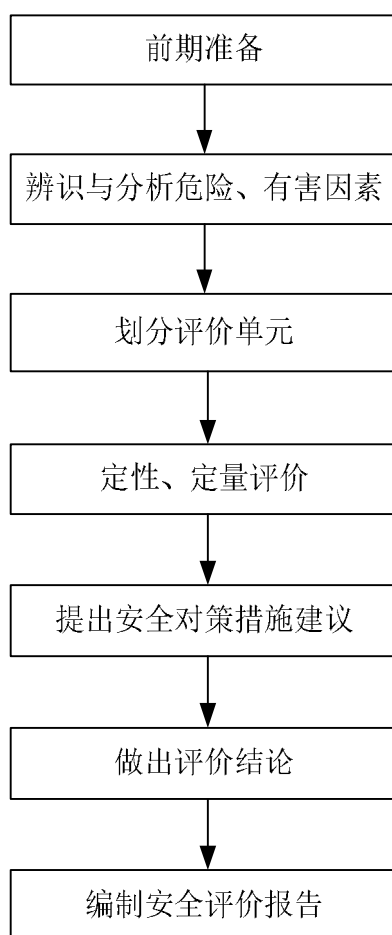 前期准备
辨识与分析危险、有害因素
划分评价单元
定性、定量评价
提出安全对策措施建议
做出评价结论
编制安全评价报告